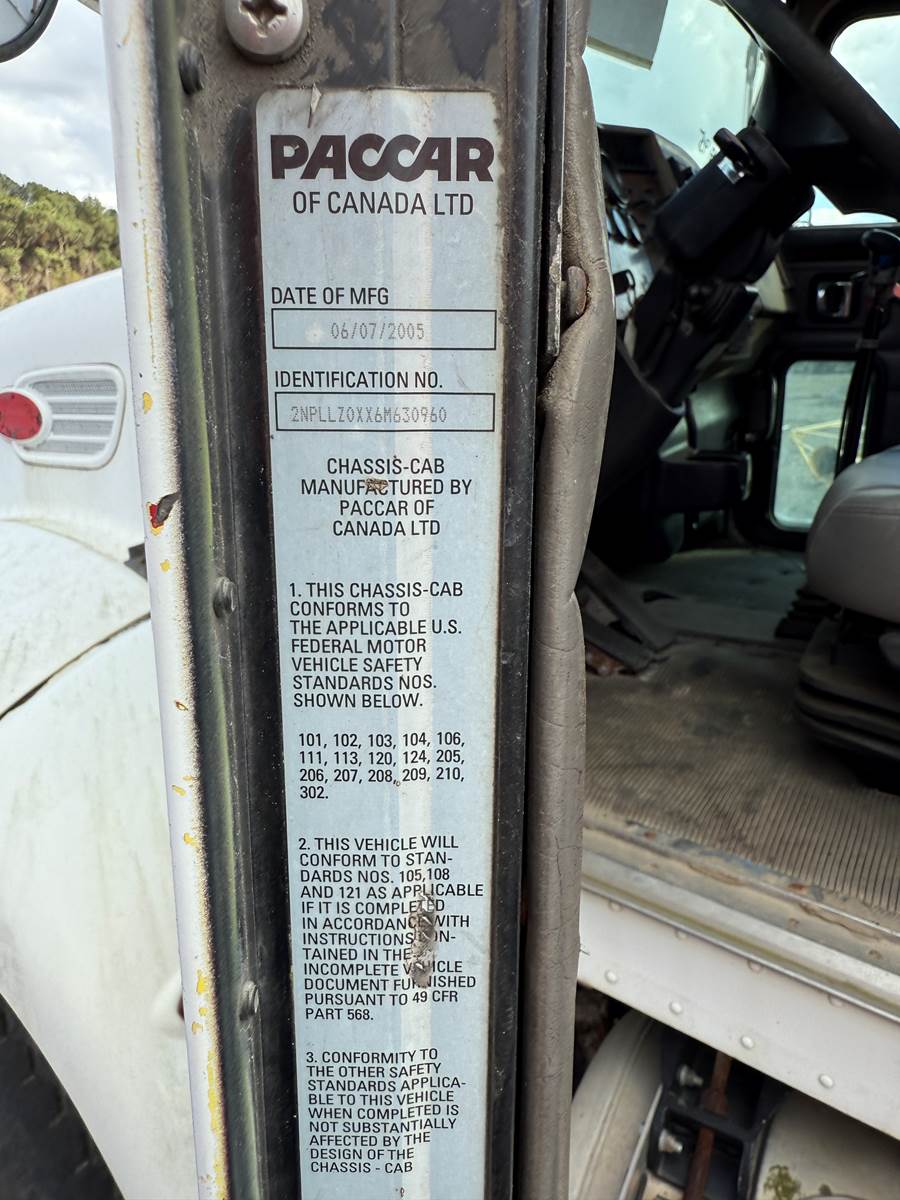 PACCAR
OF CANADA LTD
DATE OF MFG
06/07/2005
IDENTIFICATION NO.
2NPLLZ0XX6M630960
CHASSIS-CAB
MANUFACTURED BY
PACCAR OF
CANADA LTD
1. THIS CHASSIS-CAB
CONFORMS TO
THE APPLICABLE U.S.
FEDERAL MOTOR
VEHICLE SAFETY
STANDARDS NOS.
SHOWN BELOW.
101, 102, 103, 104, 106,
111, 113, 120, 124, 205,
206, 207, 208, 209, 210,
302.
2. THIS VEHICLE WILL
CONFORM TO STAN-
DARDS NOS. 105,108
AND 121 AS APPLICABLE
IF IT IS COMPLETED
IN ACCORDANCE WITH
INSTRUCTIONS CON-
TAINED IN THE
INCOMPLETE VEHICLE
DOCUMENT FURNISHED
PURSUANT TO 49 CFR
PART 568.
3. CONFORMITY TO
THE OTHER SAFETY
STANDARDS APPLICA-
BLE TO THIS VEHICLE
WHEN COMPLETED IS
NOT SUBSTANTIALLY
AFFECTED BY THE
DESIGN OF THE
CHASSIS - CAB